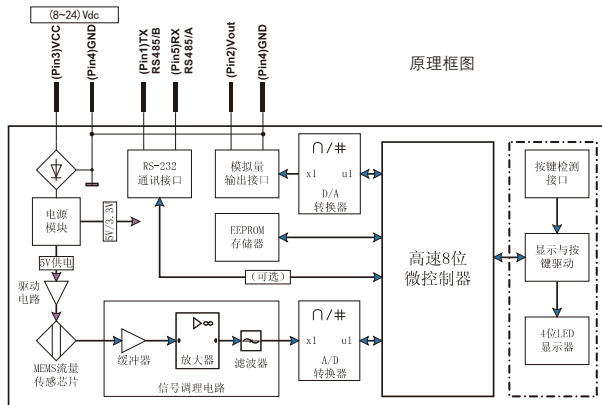 (8~24) Vdc
(Pin3)VCC
(Pin4)GND
(Pin1)TX
RS485/B
(Pin5)RX
RS485/A
(Pin2)Vout
(Pin4)GND
原理框图
RS-232
通讯接口
模拟量
输出接口
∩/#
x1 u1
D/A
转换器
按键检测
接口
电源
模块
5V/3.3V
EEPROM
存储器
高速8位
微控制器
显示与按
键驱动
5V供电
(可选)
驱动
电路
4位LED
显示器
MEMS流量
传感芯片
缓冲器
▷∞
放大器
滤波器
信号调理电路
∩/#
x1 u1
A/D
转换器